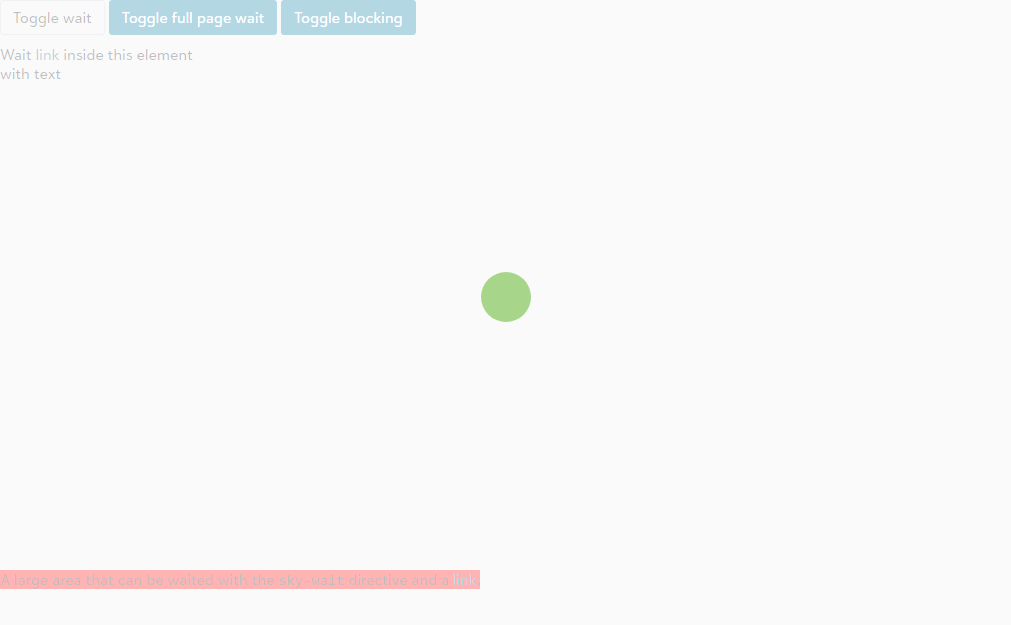 Toggle wait Toggle full page wait Toggle blocking
Wait link inside this element
with text
A large area that can be waited with the sky-wait directive and a link.